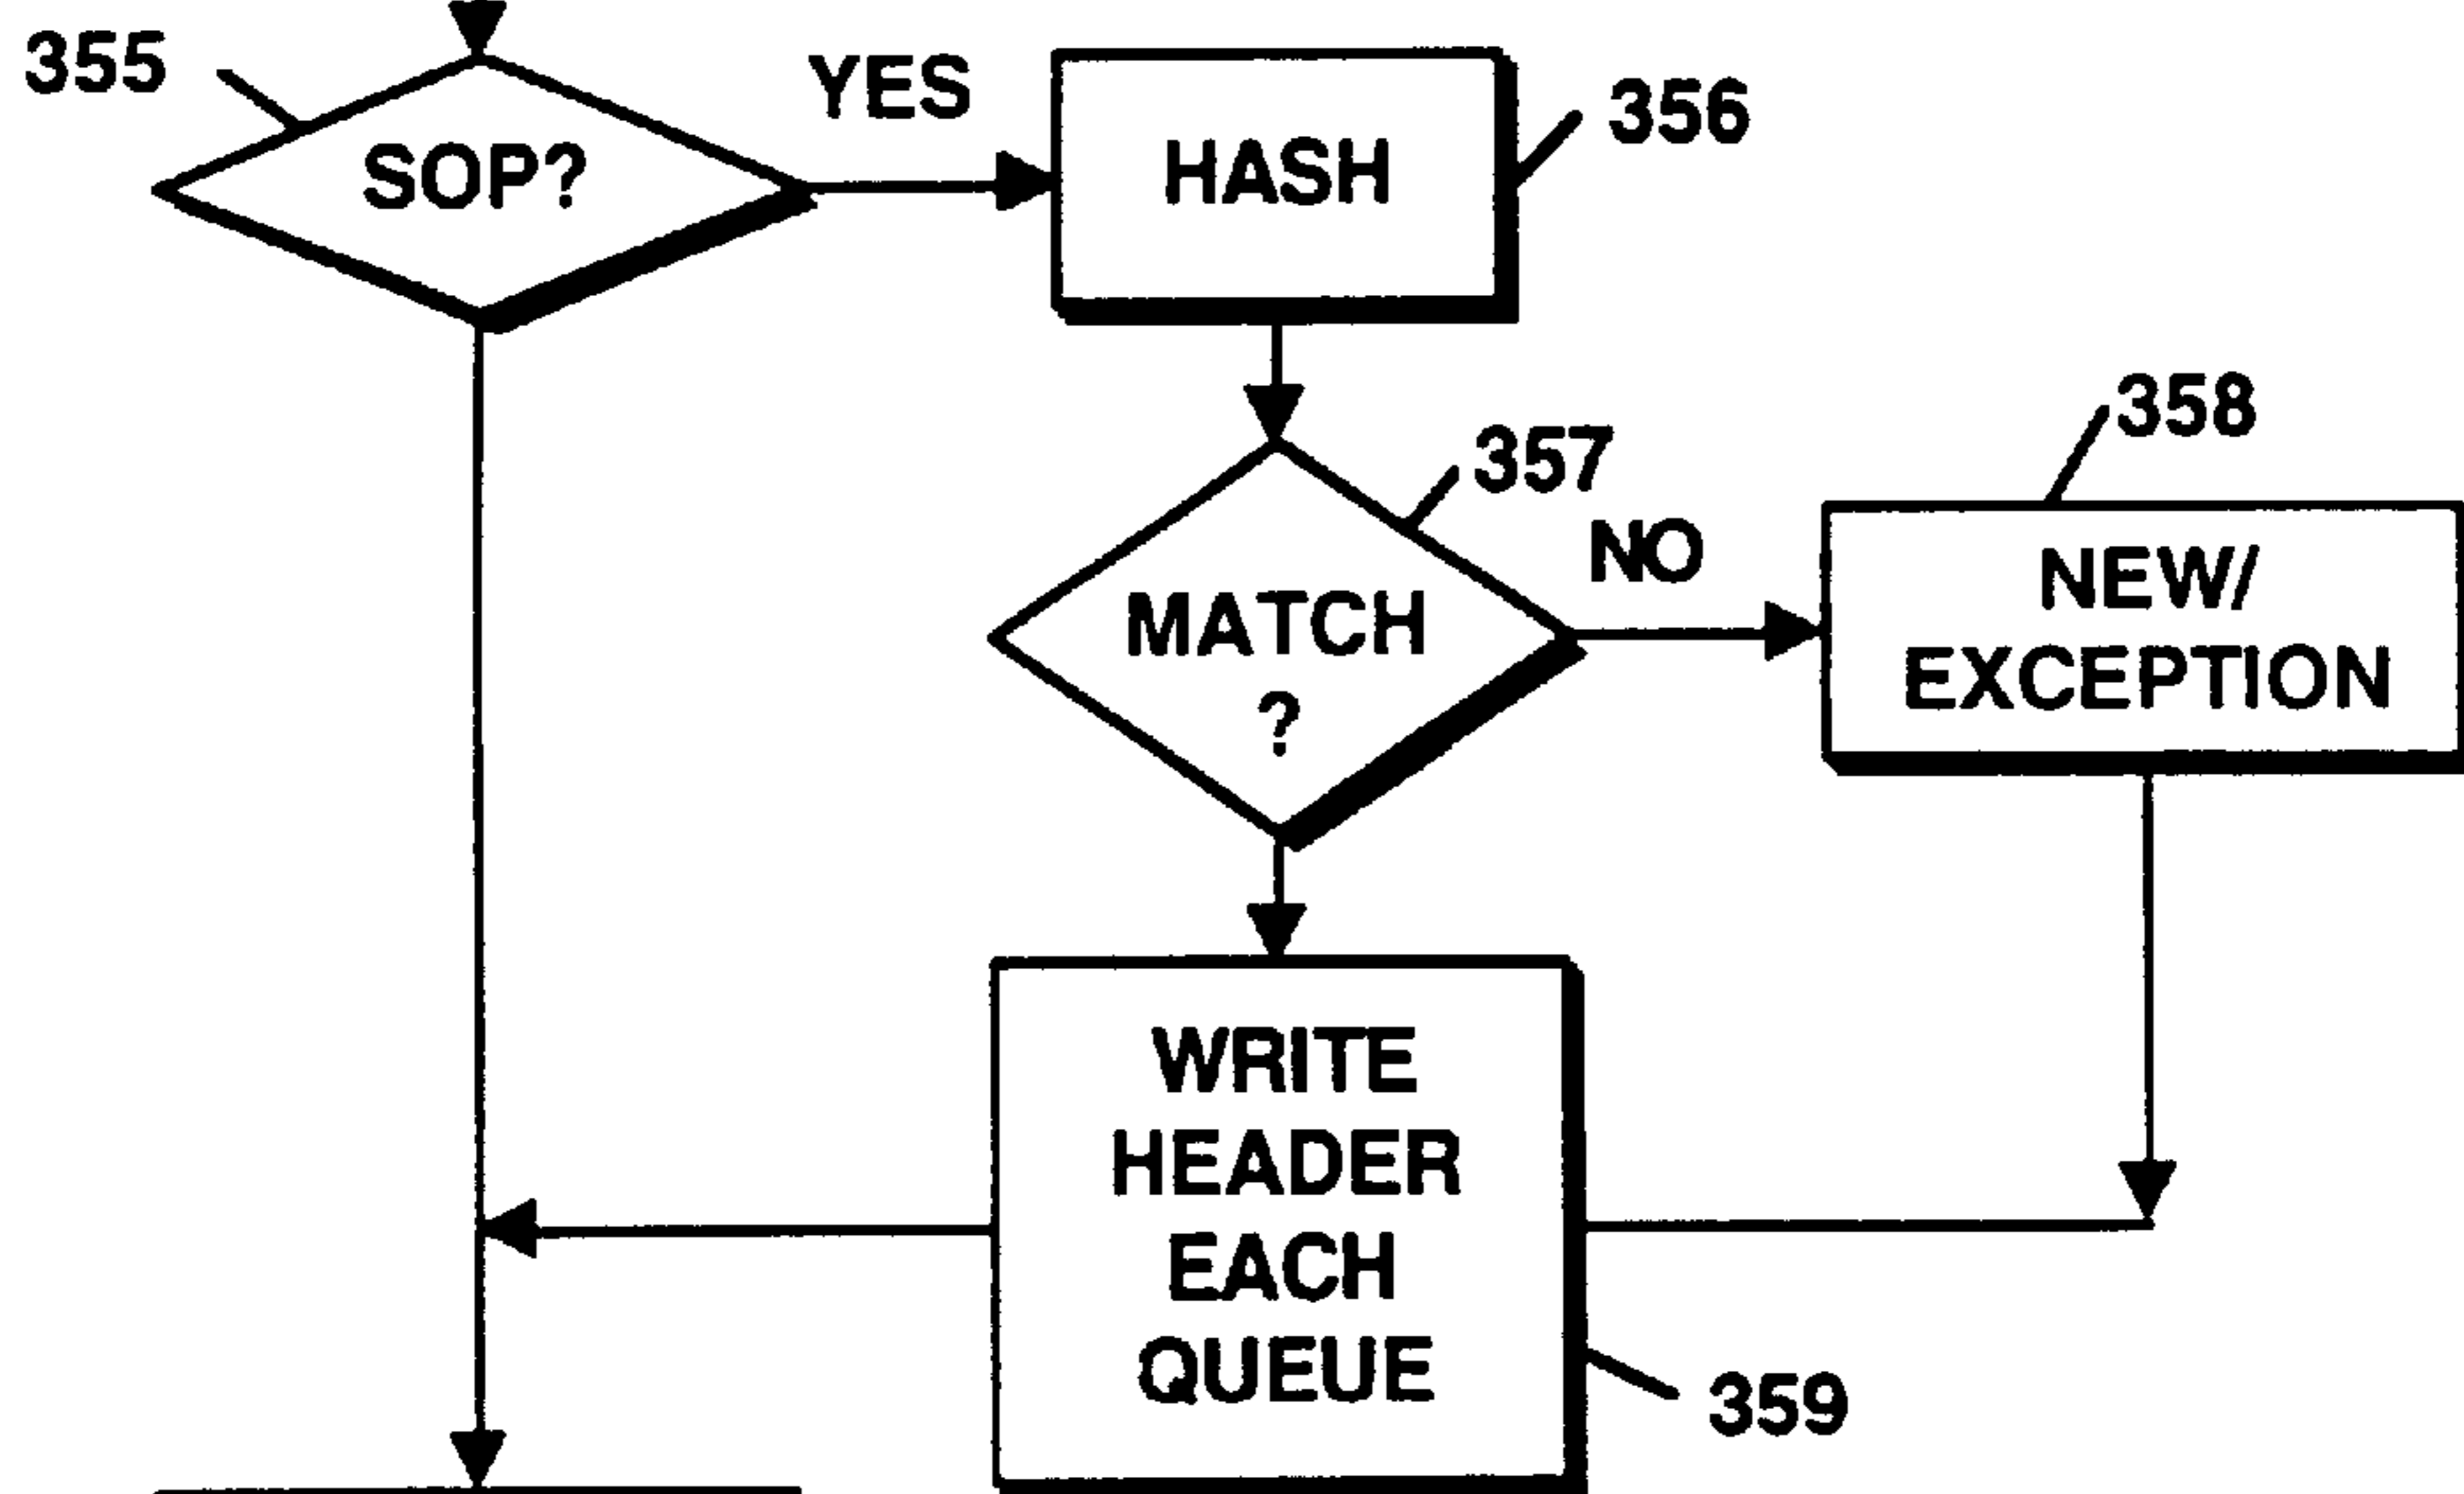 355
SOP?
YES
HASH
356
357
MATCH
?
NO
358
NEW/
EXCEPTION
WRITE
HEADER
EACH
QUEUE
359